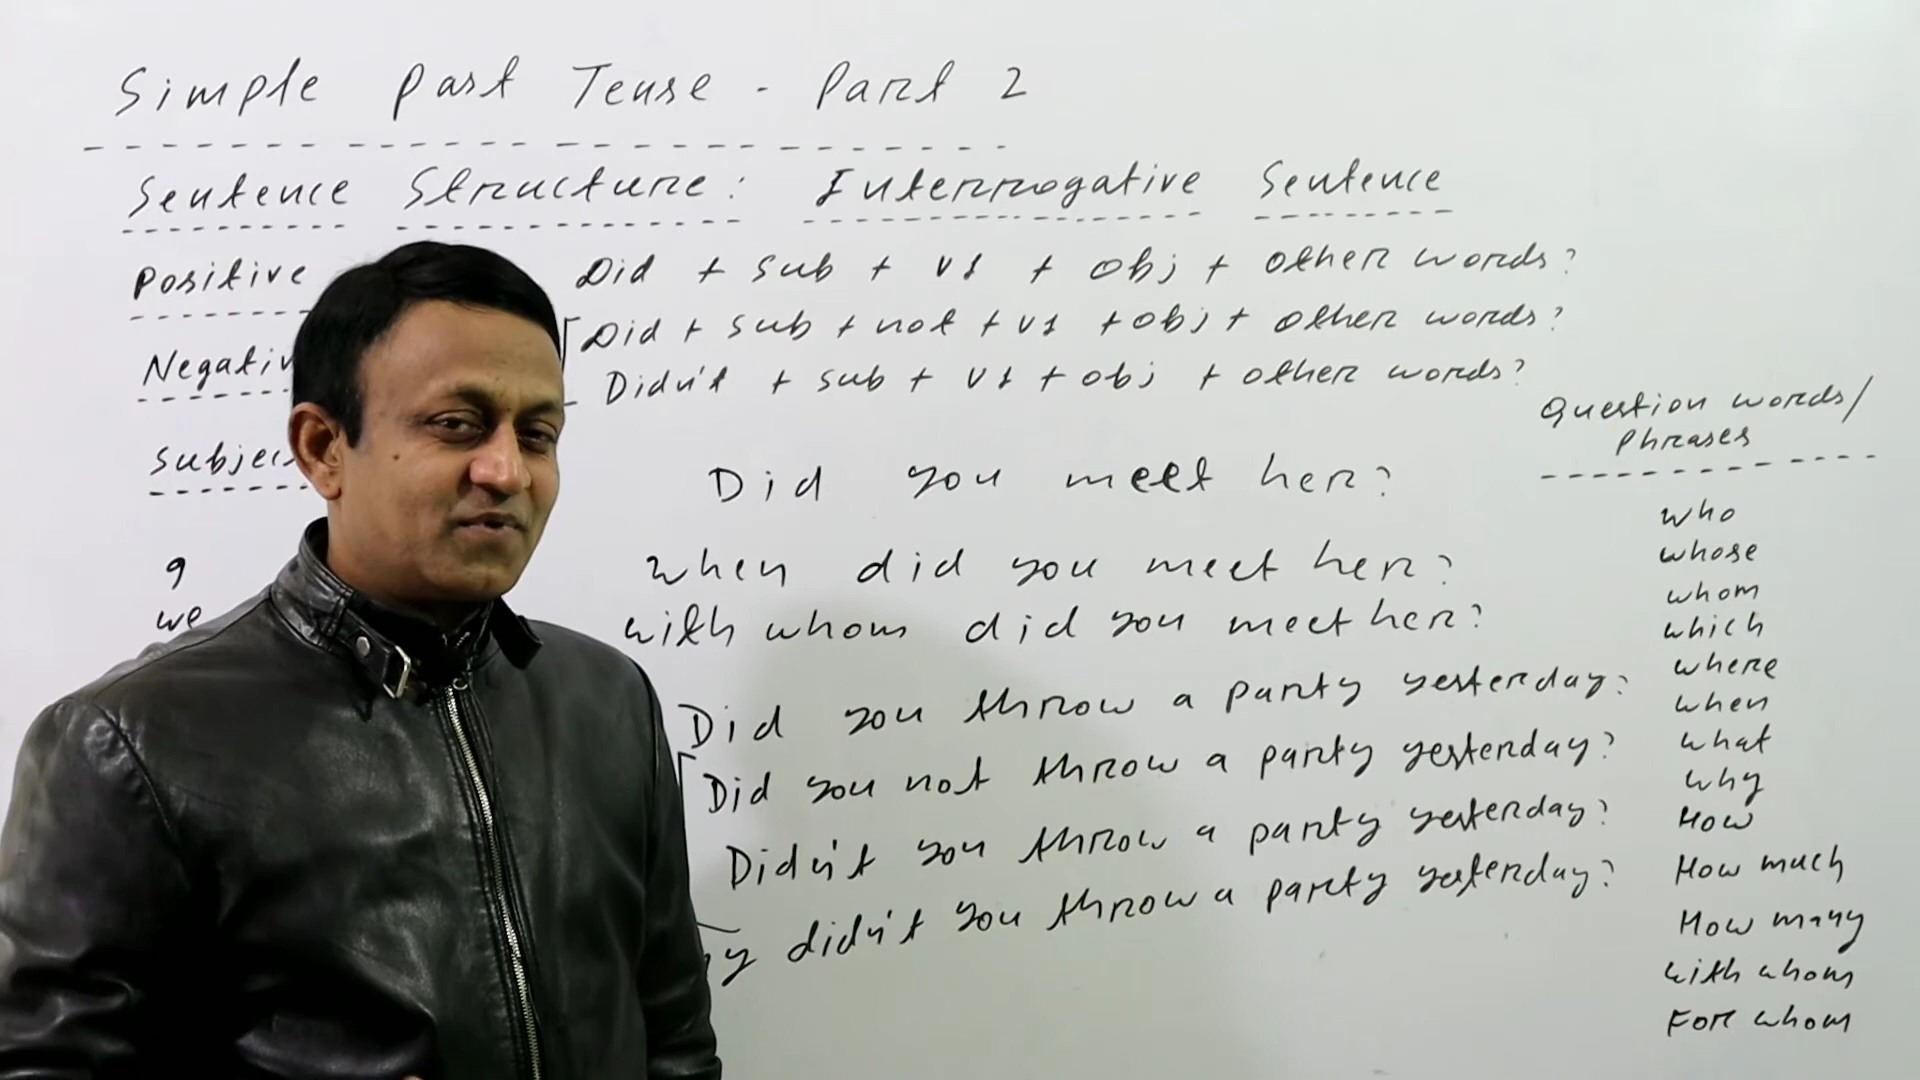 Simple Past Tense - Part 2
Sentence Structure: Interrogative Sentence
Positive Did + sub + V1 + obj + other words?
Did + sub + not + V1 + obj + other words?
Negativ
Didn't + sub + V1 + obj + other words?
Question words/
Phrases
Subjec
Did you meet her?
I
we
When did you meet her?
with whom did you meet her?
Did you throw a party yesterday?
Did you not throw a party yesterday?
Didn't you throw a party yesterday?
y didn't you throw a party yesterday?
who
whose
whom
which
where
when
what
why
How
How much
How many
with whom
For whom